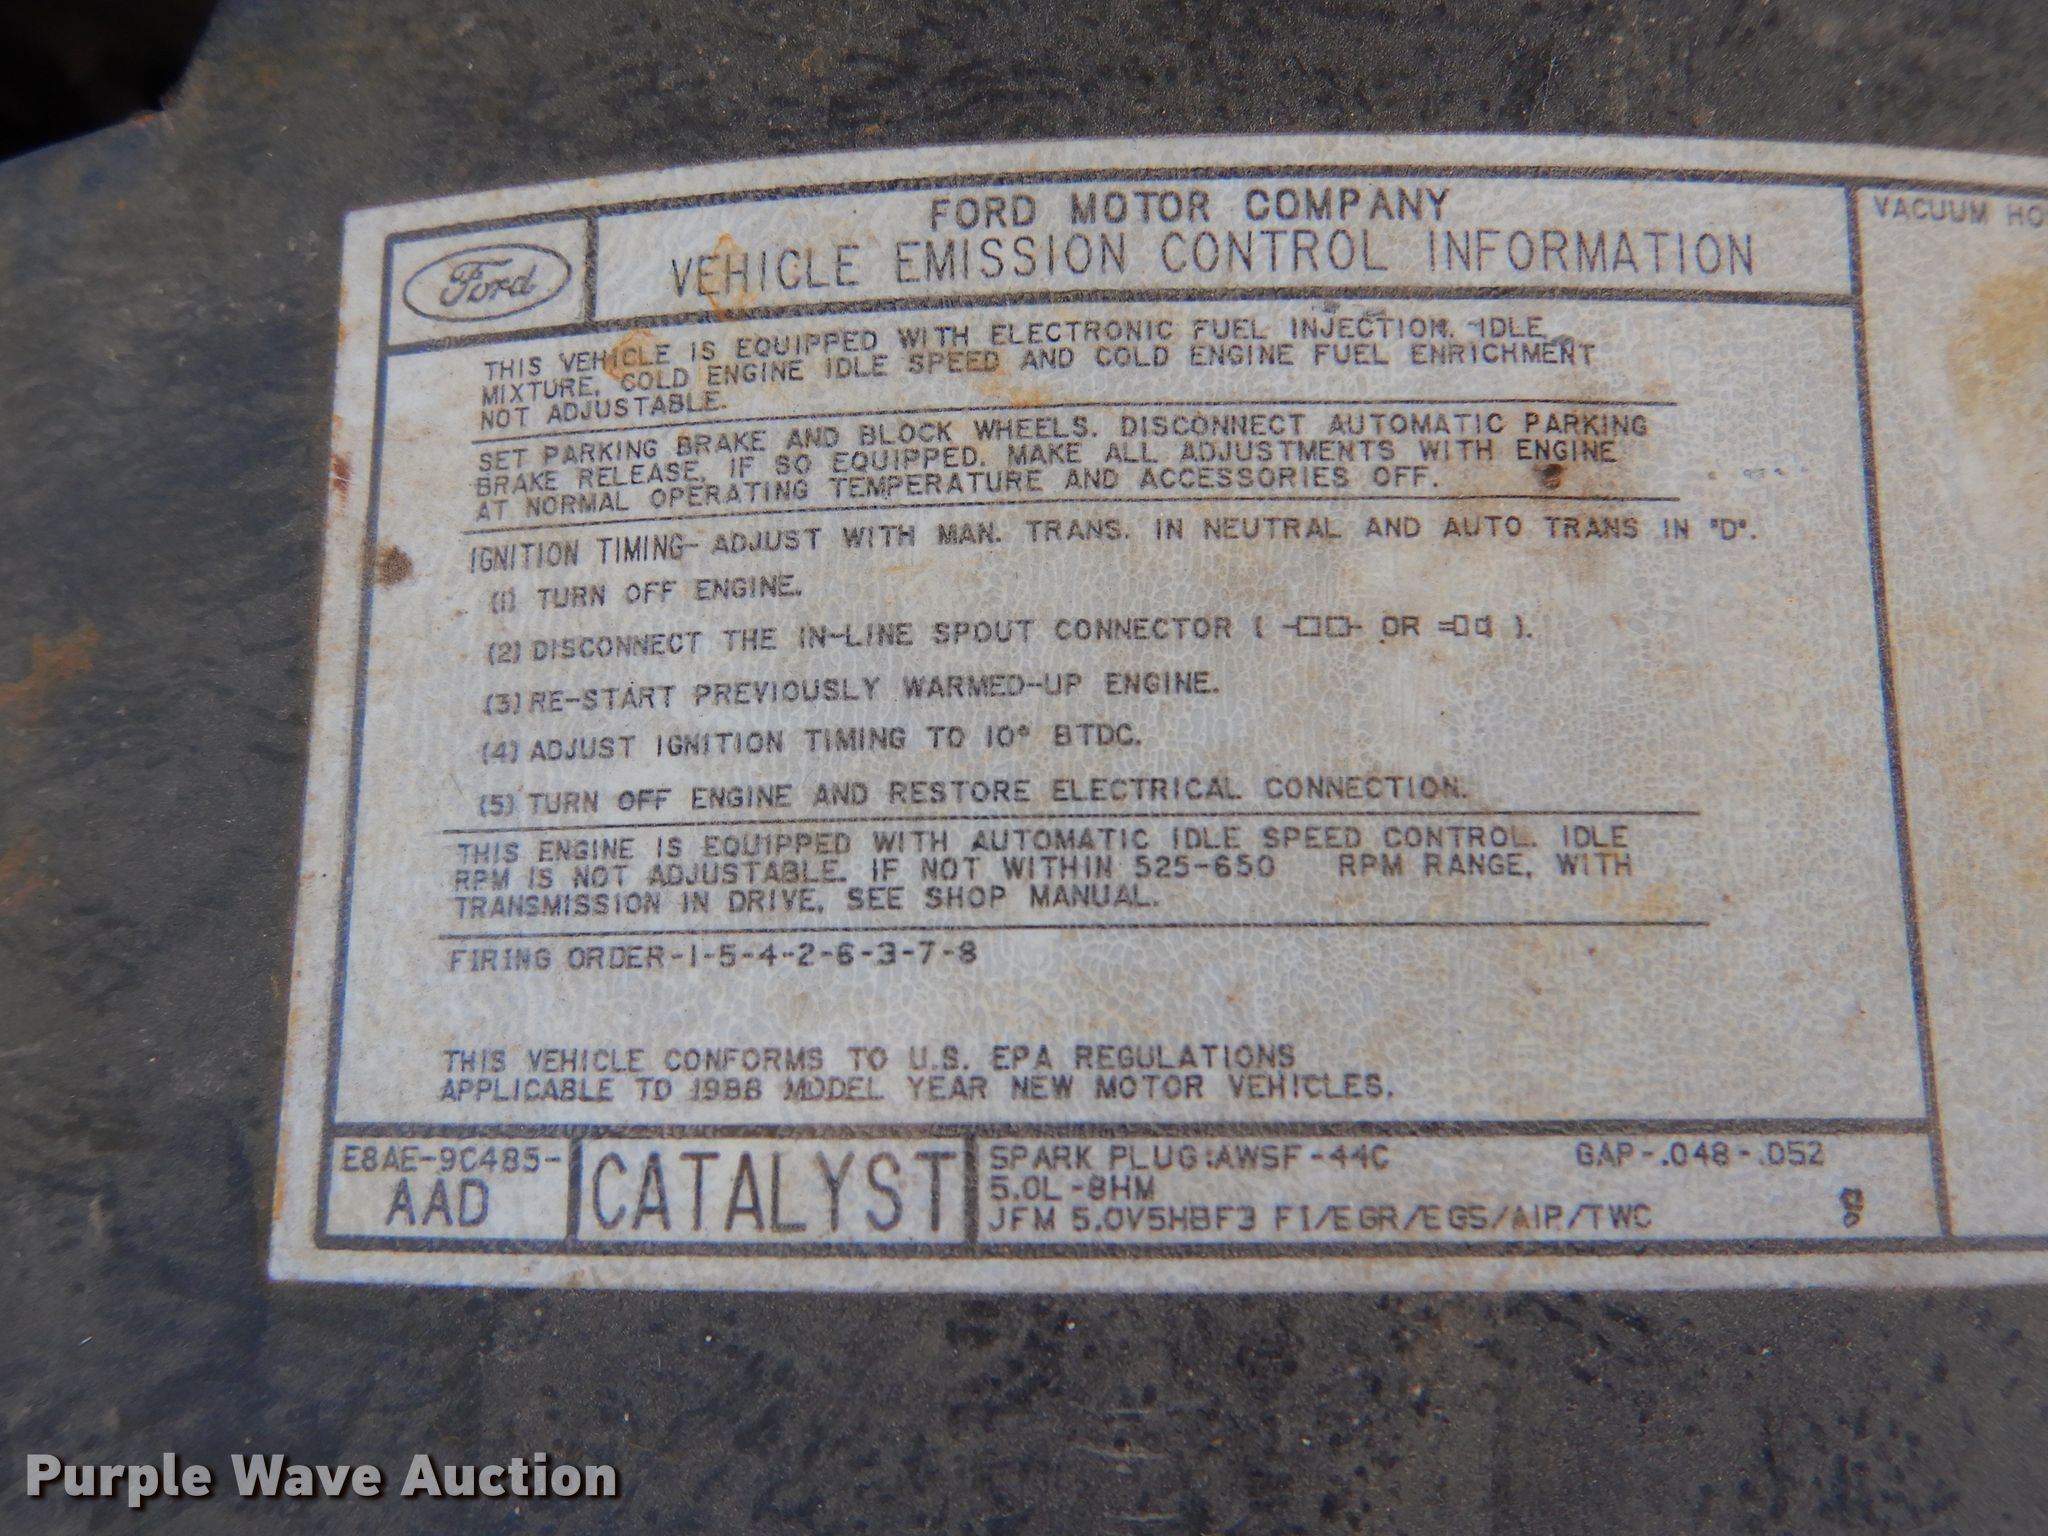 FORD MOTOR COMPANY
VEHICLE EMISSION CONTROL INFORMATION
VACUUM HO
Ford
THIS VEHICLE IS EQUIPPED WITH ELECTRONIC FUEL INJECTION. IDLE
MIXTURE, COLD ENGINE IDLE SPEED AND COLD ENGINE FUEL ENRICHMENT
NOT ADJUSTABLE.
SET PARKING BRAKE AND BLOCK WHEELS. DISCONNECT AUTOMATIC PARKING
BRAKE RELEASE, IF SO EQUIPPED. MAKE ALL ADJUSTMENTS WITH ENGINE
AT NORMAL OPERATING TEMPERATURE AND ACCESSORIES OFF.
IGNITION TIMING-ADJUST WITH MAN. TRANS. IN NEUTRAL AND AUTO TRANS IN "D".
(1) TURN OFF ENGINE.
(2) DISCONNECT THE IN-LINE SPOUT CONNECTOR ( OR ).
(3) RE-START PREVIOUSLY WARMED-UP ENGINE.
(4) ADJUST IGNITION TIMING TO 10° BTDC.
(5) TURN OFF ENGINE AND RESTORE ELECTRICAL CONNECTION.
THIS ENGINE IS EQUIPPED WITH AUTOMATIC IDLE SPEED CONTROL. IDLE
RPM IS NOT ADJUSTABLE. IF NOT WITHIN 525-650 RPM RANGE, WITH
TRANSMISSION IN DRIVE, SEE SHOP MANUAL.
FIRING ORDER-1-5-4-2-6-3-7-8
THIS VEHICLE CONFORMS TO U.S. EPA REGULATIONS
APPLICABLE TO 1988 MODEL YEAR NEW MOTOR VEHICLES.
E8AE-9C485-
AAD
CATALYST
SPARK PLUG:AWSF-44C GAP-.048-.052
5.0L-8HM
JFM 5.0V5HBF3 FI/EGR/EGS/AIP/TWC
Purple Wave Auction